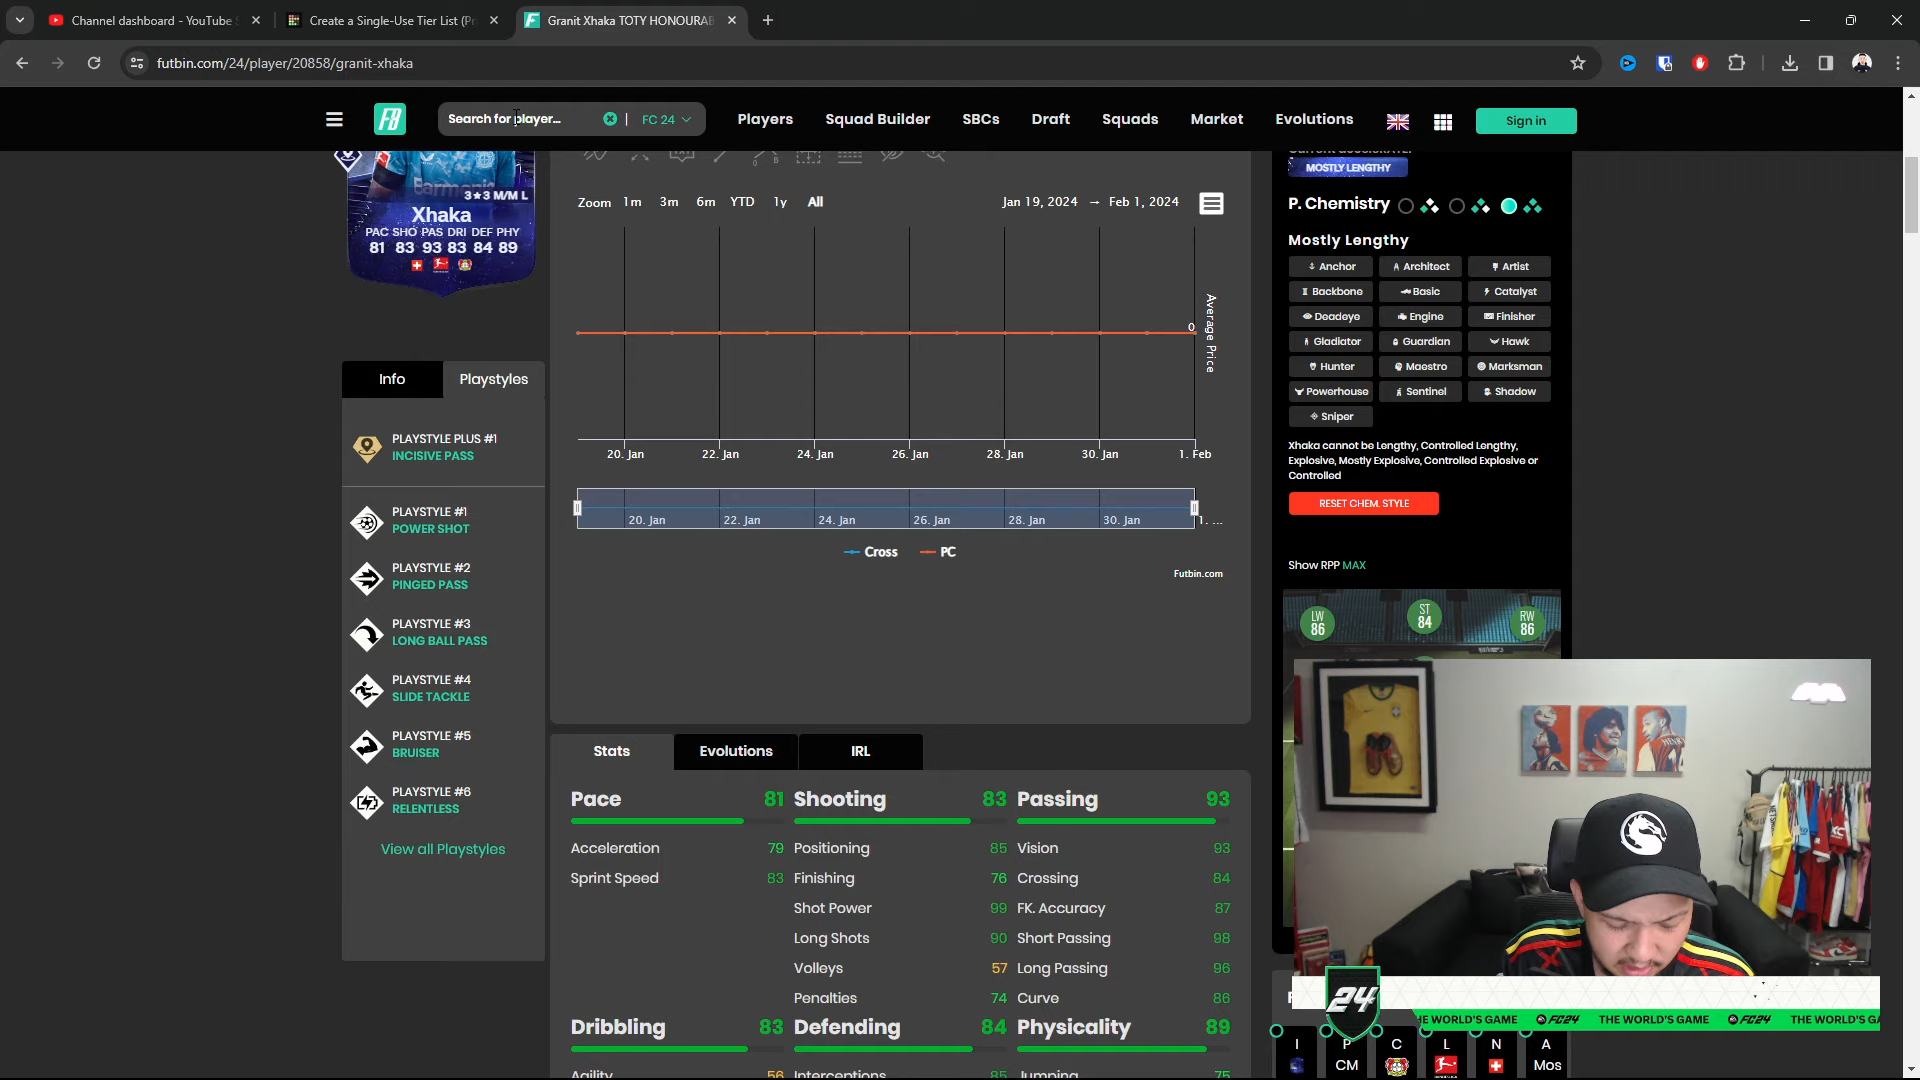 Channel dashboard - YouTube
Create a Single-Use Tier List (Pr
Granit Xhaka TOTY HONOURAB
futbin.com/24/player/20858/granit-xhaka
Search for player...
FC 24
Players
Squad Builder
SBCs
Draft
Squads
Market
Evolutions
Sign in
3★3 M/M L
Xhaka
PAC SHO PAS DRI DEF PHY
81 83 93 83 84 89
Info
Playstyles
PLAYSTYLE PLUS #1
INCISIVE PASS
PLAYSTYLE #1
POWER SHOT
PLAYSTYLE #2
PINGED PASS
PLAYSTYLE #3
LONG BALL PASS
PLAYSTYLE #4
SLIDE TACKLE
PLAYSTYLE #5
BRUISER
PLAYSTYLE #6
RELENTLESS
View all Playstyles
Zoom 1m 3m 6m YTD 1y All
Jan 19, 2024 → Feb 1, 2024
0
Average Price
20. Jan 22. Jan 24. Jan 26. Jan 28. Jan 30. Jan 1. Feb
20. Jan 22. Jan 24. Jan 26. Jan 28. Jan 30. Jan 1. ...
Cross PC
Futbin.com
Stats
Evolutions
IRL
Pace 81 Shooting 83 Passing 93
Acceleration 79 Positioning 85 Vision 93
Sprint Speed 83 Finishing 76 Crossing 84
Shot Power 99 FK. Accuracy 87
Long Shots 90 Short Passing 98
Volleys 57 Long Passing 96
Penalties 74 Curve 86
Dribbling 83 Defending 84 Physicality 89
Agility 56 Interceptions 85 Jumping 75
MOSTLY LENGTHY
P. Chemistry
Mostly Lengthy
Anchor Architect Artist
Backbone Basic Catalyst
Deadeye Engine Finisher
Gladiator Guardian Hawk
Hunter Maestro Marksman
Powerhouse Sentinel Shadow
Sniper
Xhaka cannot be Lengthy, Controlled Lengthy,
Explosive, Mostly Explosive, Controlled Explosive or
Controlled
RESET CHEM. STYLE
Show RPP MAX
LW
86
ST
84
RW
86
24
HE WORLD'S GAME FC24 THE WORLD'S GAME FC24 THE WORLD'S GA
I P C L N A
CM Mos